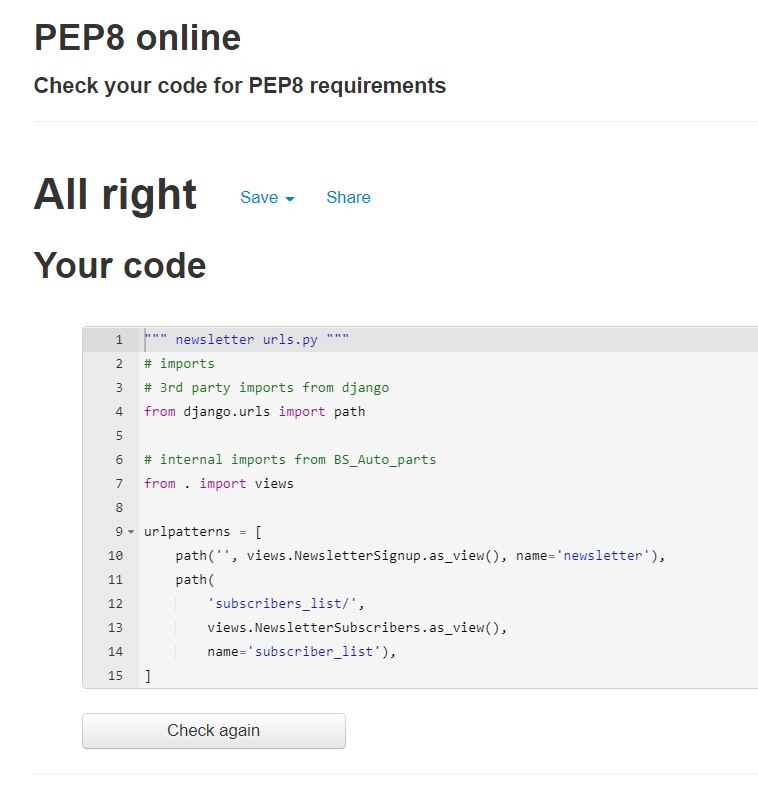 PEP8 online
Check your code for PEP8 requirements
All right Save Share
Your code
1 """ newsletter urls.py """
2 # imports
3 # 3rd party imports from django
4 from django.urls import path
5
6 # internal imports from BS_Auto_parts
7 from . import views
8
9 urlpatterns = [
10     path('', views.NewsletterSignup.as_view(), name='newsletter'),
11     path(
12         'subscribers_list/',
13         views.NewsletterSubscribers.as_view(),
14         name='subscriber_list'),
15 ]
Check again